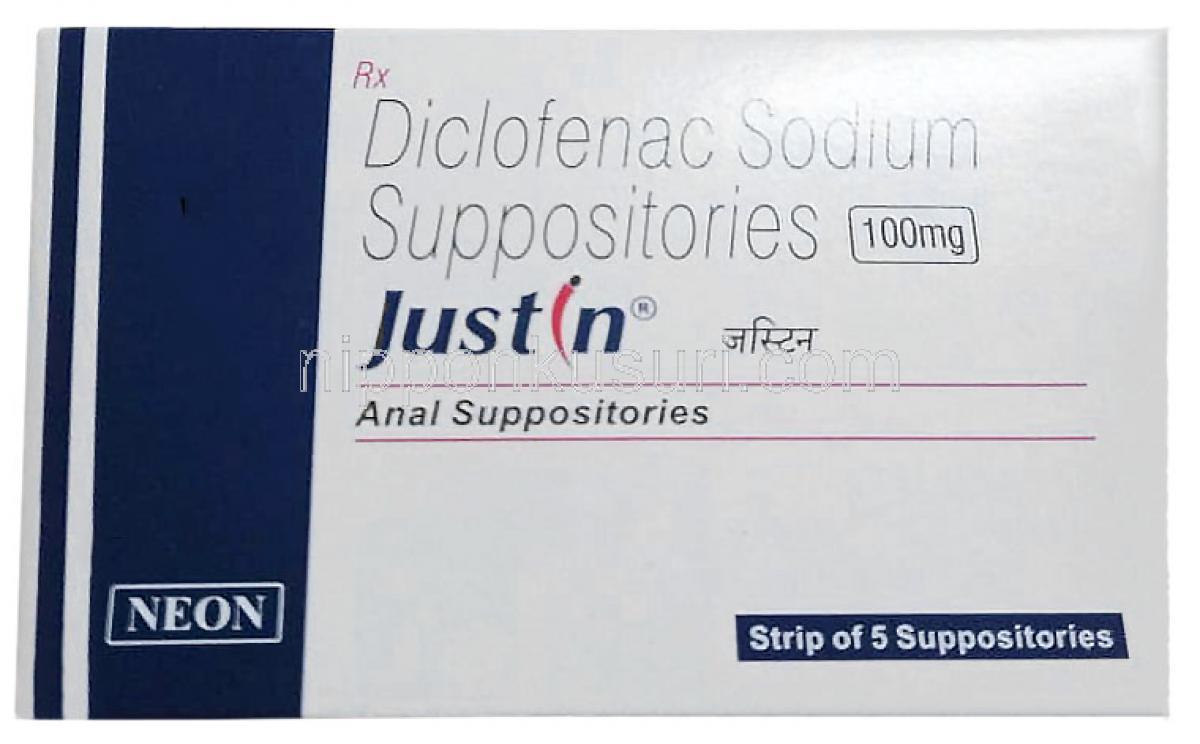 Rx
Diclofenac Sodium
Suppositories 100mg
Justin® जस्टिन
nipponkusuri.com
Anal Suppositories
NEON
Strip of 5 Suppositories